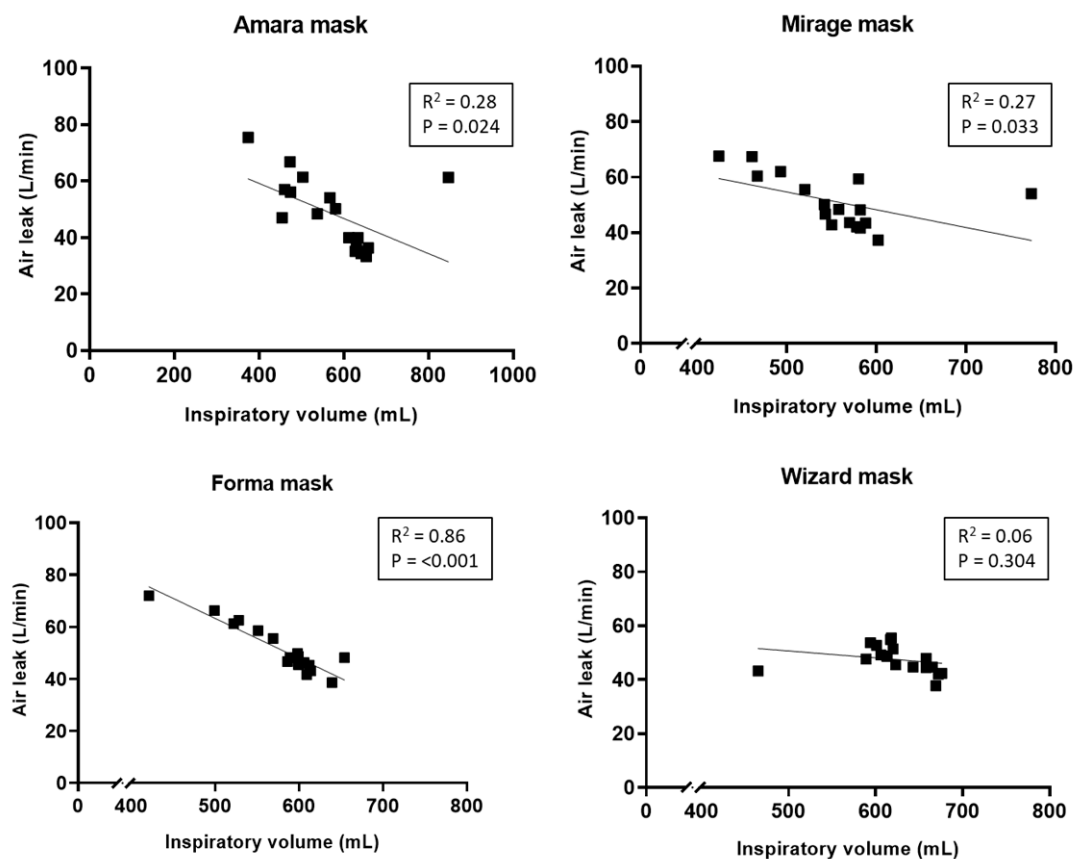 Amara mask
R² = 0.28
P = 0.024
Air leak (L/min)
100
80
60
40
20
0
0 200 400 600 800 1000
Inspiratory volume (mL)
Mirage mask
R² = 0.27
P = 0.033
Air leak (L/min)
100
80
60
40
20
0
0 400 500 600 700 800
Inspiratory volume (mL)
Forma mask
R² = 0.86
P = <0.001
Air leak (L/min)
100
80
60
40
20
0
0 400 500 600 700 800
Inspiratory volume (mL)
Wizard mask
R² = 0.06
P = 0.304
Air leak (L/min)
100
80
60
40
20
0
0 400 600 700 800
Inspiratory volume (mL)